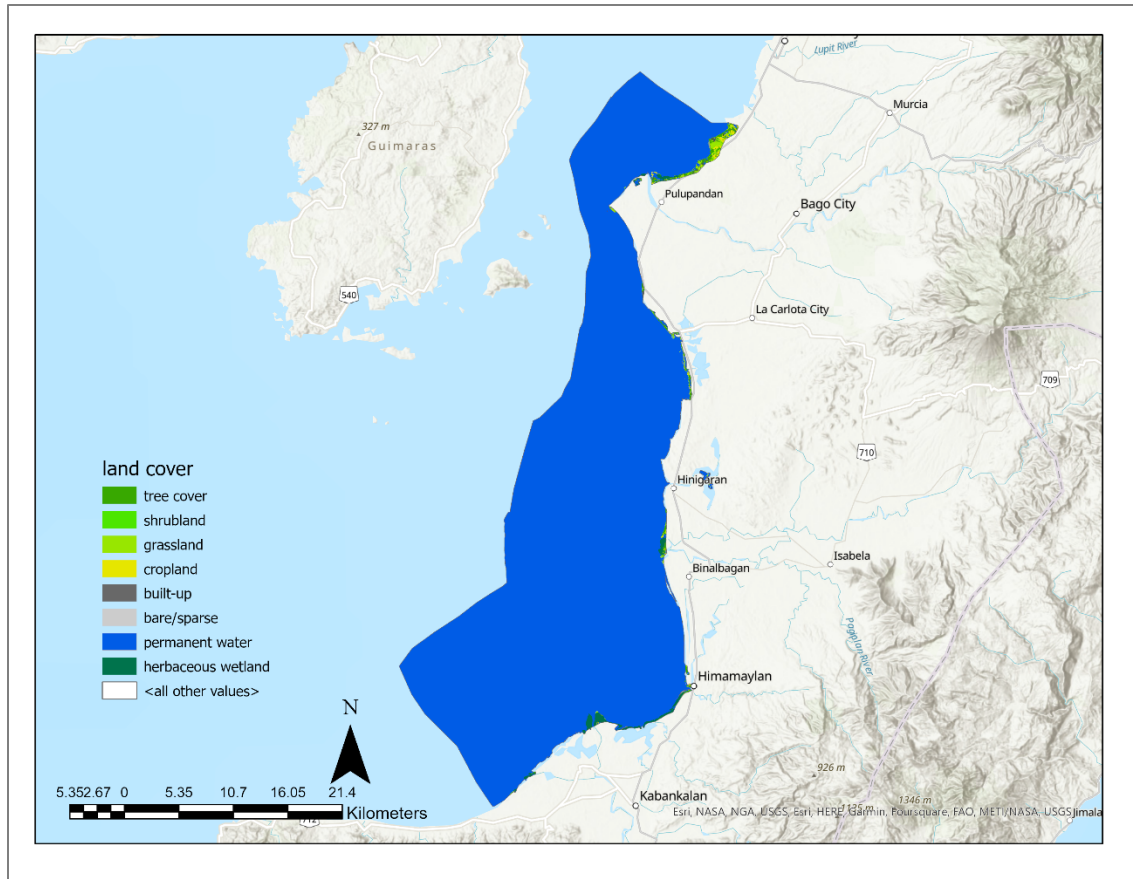 Lupit River
Murcia
327 m
Guimaras
Pulupandan
Bago City
540
La Carlota City
709
710
land cover
tree cover
shrubland
grassland
cropland
built-up
bare/sparse
permanent water
herbaceous wetland
<all other values>
Hinigaran
Isabela
Binalbagan
Himamaylan
N
926 m
1346 m
Kabankalan
5.352.67 0 5.35 10.7 16.05 21.4
Kilometers
712
Esri, NASA, NGA, USGS, Esri, HERE, Garmin, Foursquare, FAO, METI/NASA, USGS